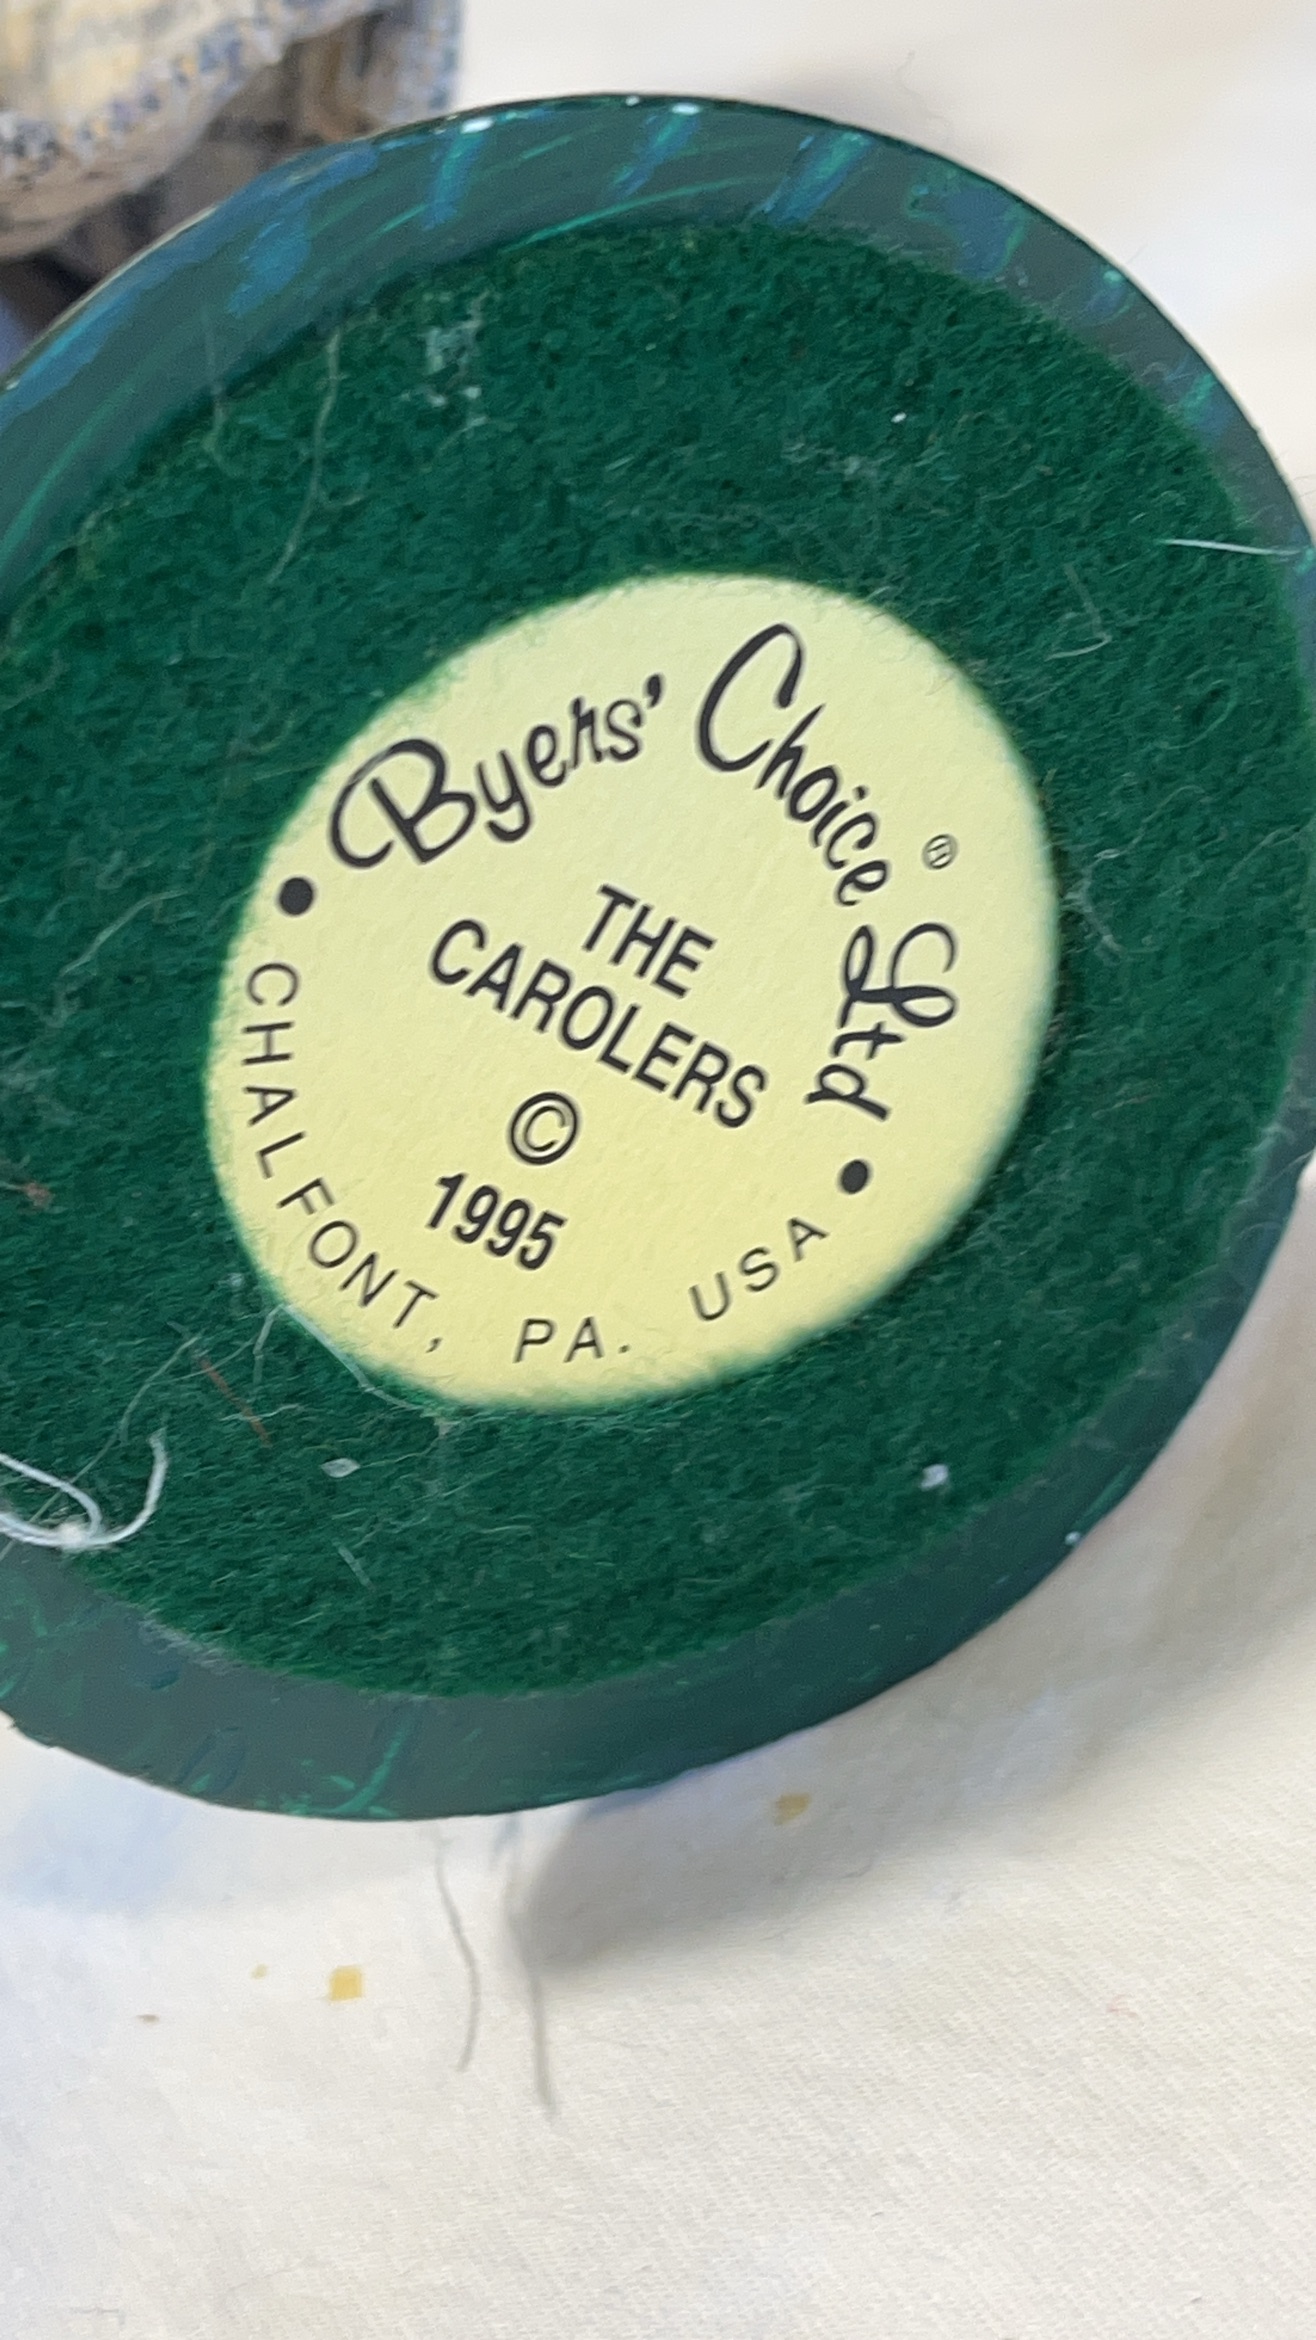 Byers' Choice Ltd ®
THE
CAROLERS
©
1995
• CHALFONT, PA. USA •